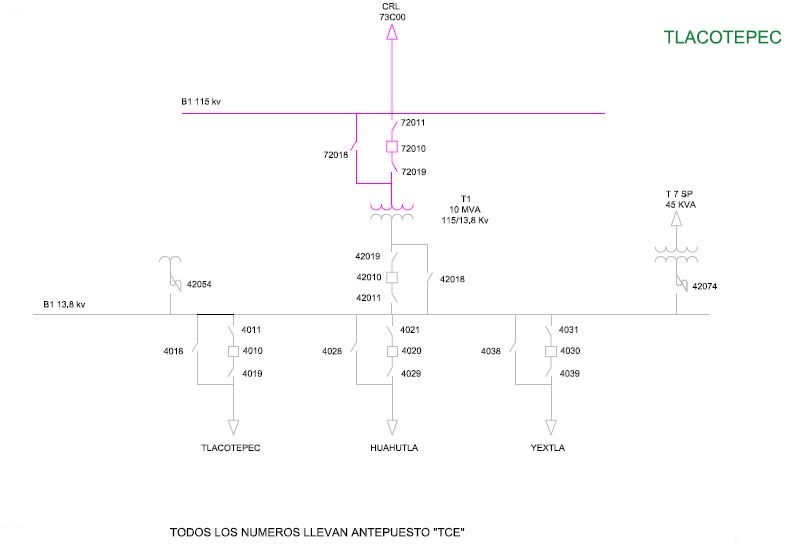 CRL
73C00
TLACOTEPEC
B1 115 kv
72011
72018
72010
72019
T1
10 MVA
115/13,8 Kv
T 7 SP
45 KVA
42054
42019
42010
42018
42011
42074
B1 13,8 kv
4011
4018
4010
4019
4021
4028
4020
4029
4031
4038
4030
4039
TLACOTEPEC
HUAHUTLA
YEXTLA
TODOS LOS NUMEROS LLEVAN ANTEPUESTO "TCE"